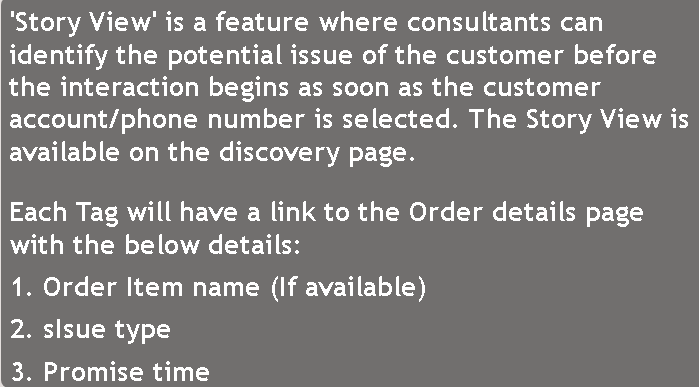 'Story View' is a feature where consultants can
identify the potential issue of the customer before
the interaction begins as soon as the customer
account/phone number is selected. The Story View is
available on the discovery page.
Each Tag will have a link to the Order details page
with the below details:
1. Order Item name (If available)
2. sIsue type
3. Promise time